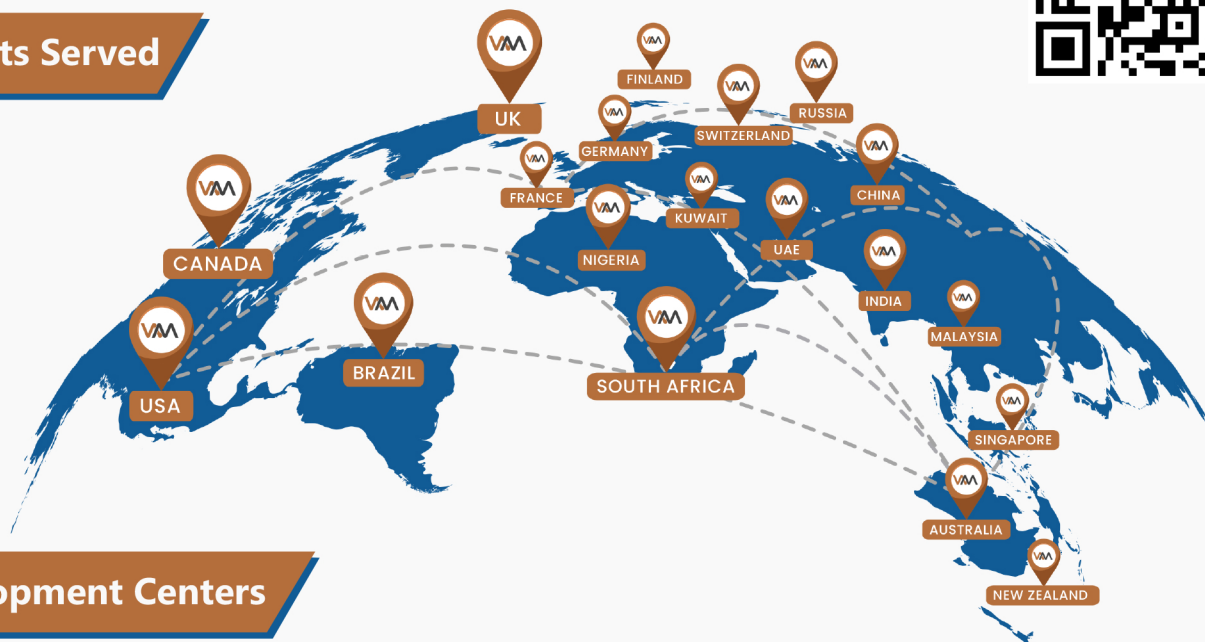 ts Served
UK
FINLAND
RUSSIA
SWITZERLAND
GERMANY
FRANCE
CHINA
KUWAIT
UAE
NIGERIA
CANADA
INDIA
MALAYSIA
BRAZIL
SOUTH AFRICA
USA
SINGAPORE
AUSTRALIA
NEW ZEALAND
opment Centers